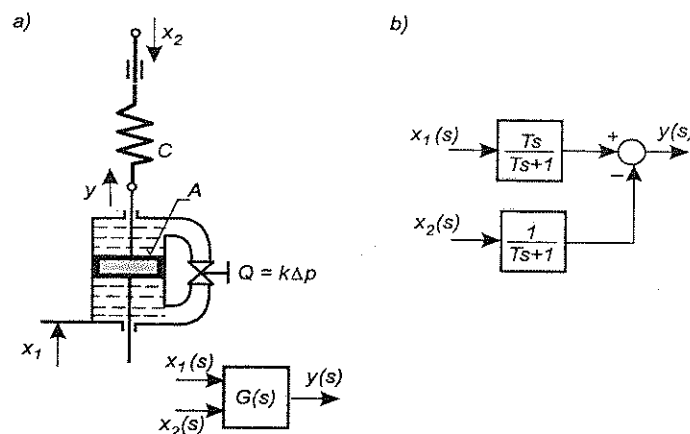 a)
x₂
C
y
A
Q = kΔp
x₁
x₁(s)
x₂(s)
G(s)
y(s)
b)
x₁(s)
Ts
Ts+1
+
y(s)
−
x₂(s)
1
Ts+1